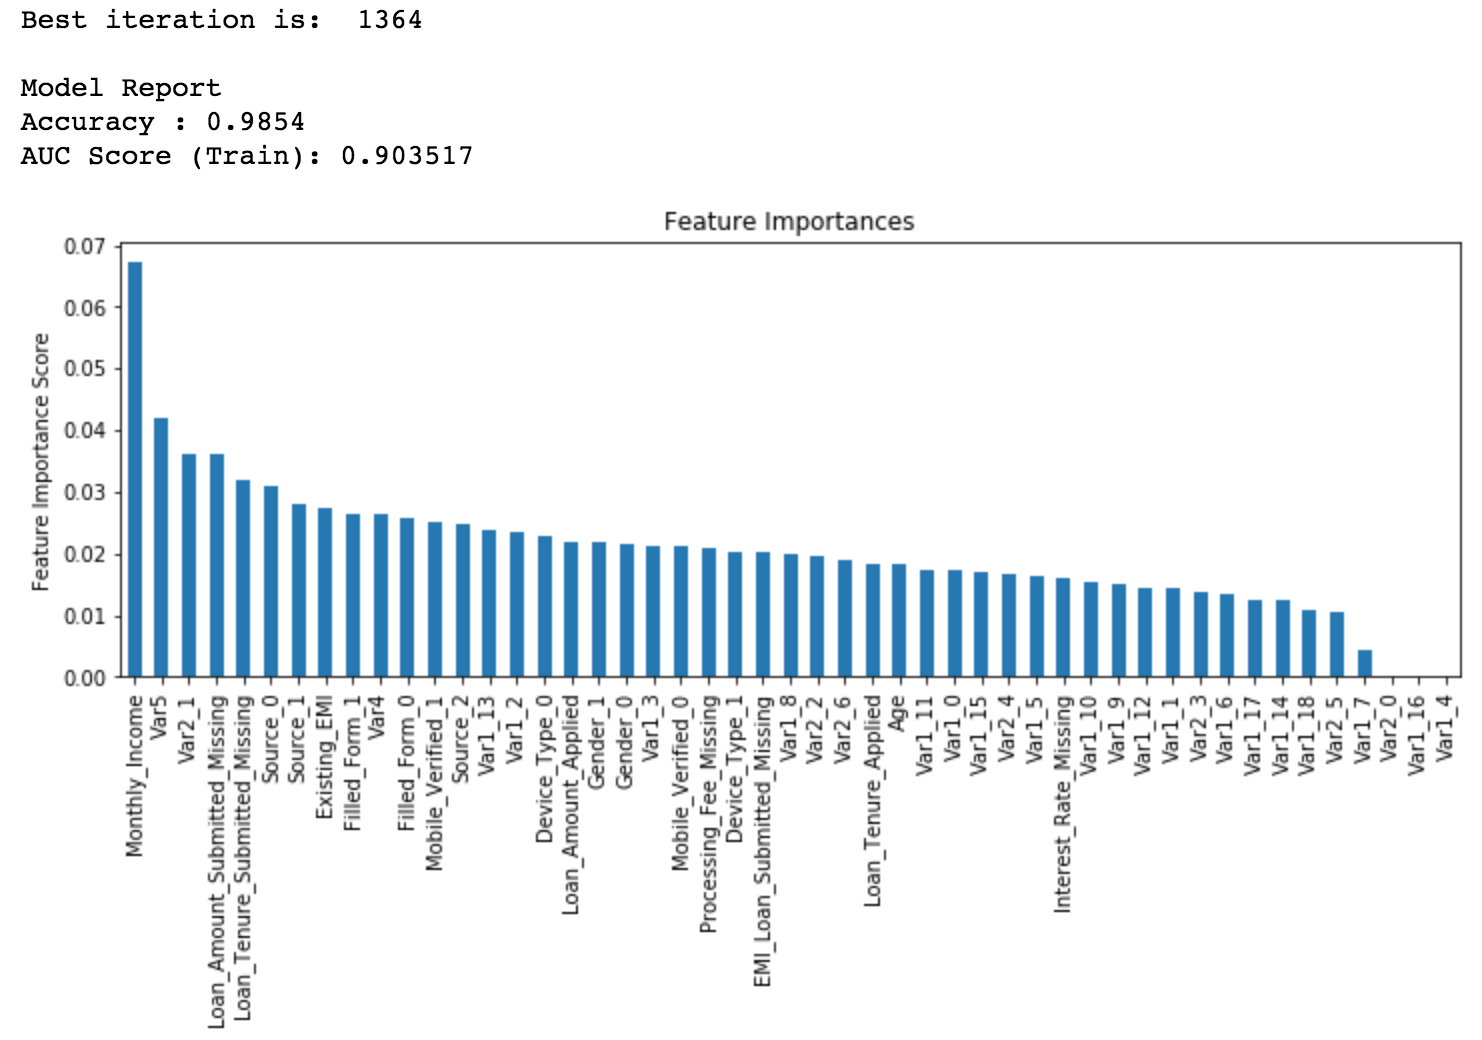 Best iteration is:  1364
Model Report
Accuracy : 0.9854
AUC Score (Train): 0.903517
Feature Importances
Feature Importance Score
0.07
0.06
0.05
0.04
0.03
0.02
0.01
0.00
Monthly_Income
Var5
Var2_1
Loan_Amount_Submitted_Missing
Loan_Tenure_Submitted_Missing
Source_0
Source_1
Existing_EMI
Filled_Form_1
Var4
Filled_Form_0
Mobile_Verified_1
Source_2
Var1_13
Var1_2
Device_Type_0
Loan_Amount_Applied
Gender_1
Gender_0
Var1_3
Mobile_Verified_0
Processing_Fee_Missing
Device_Type_1
EMI_Loan_Submitted_Missing
Var1_8
Var2_2
Var2_6
Loan_Tenure_Applied
Age
Var1_11
Var1_0
Var1_15
Var2_4
Var1_5
Interest_Rate_Missing
Var1_10
Var1_9
Var1_12
Var1_1
Var2_3
Var1_6
Var1_17
Var1_14
Var1_18
Var2_5
Var1_7
Var2_0
Var1_16
Var1_4